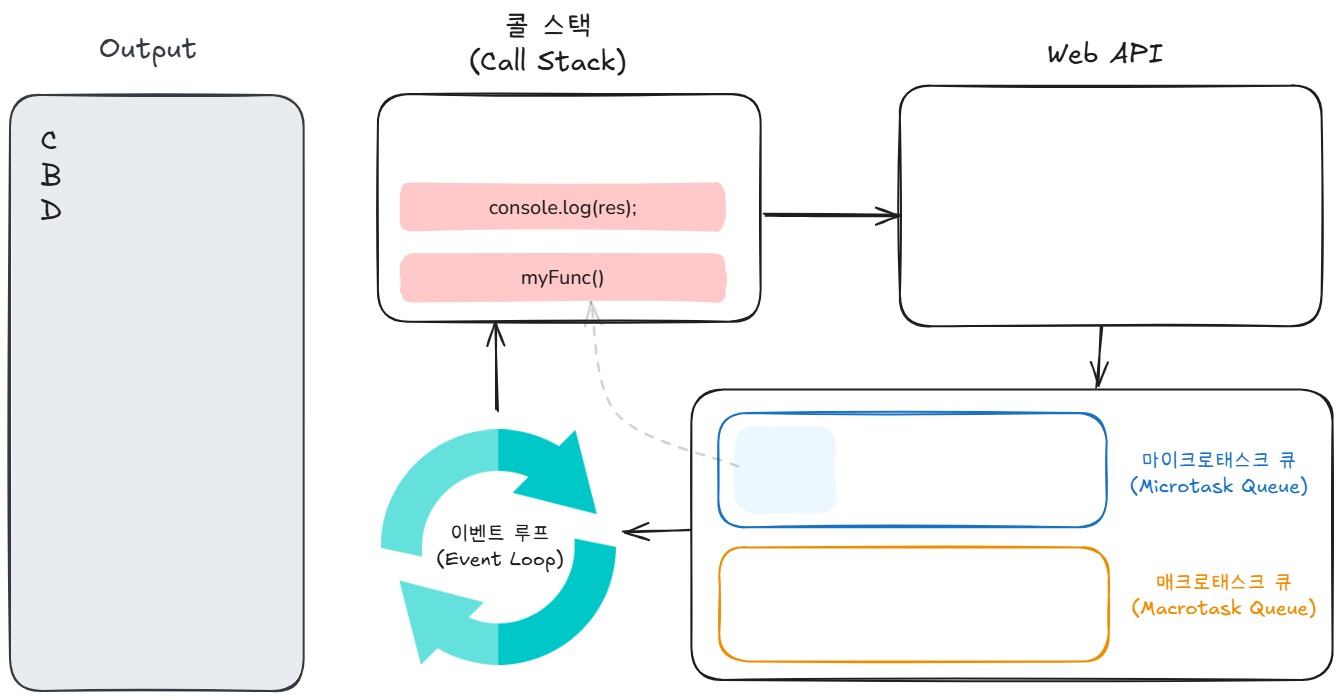 Output
C
B
D
콜 스택
(Call Stack)
console.log(res);
myFunc()
Web API
이벤트 루프
(Event Loop)
마이크로태스크 큐
(Microtask Queue)
매크로태스크 큐
(Macrotask Queue)